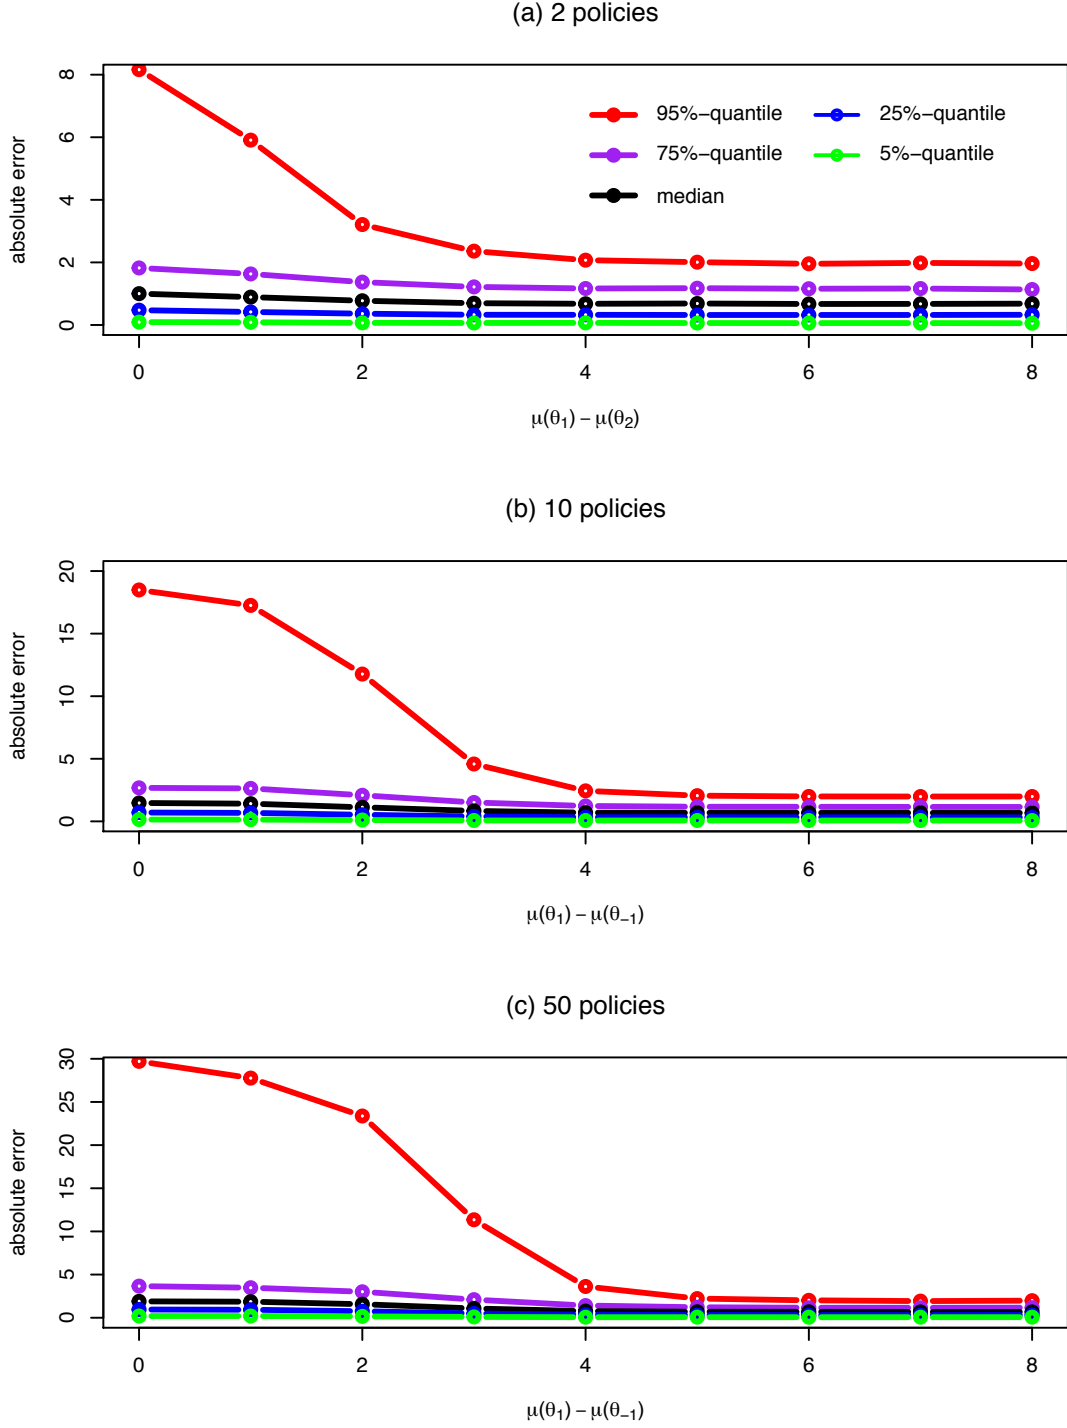 (a) 2 policies
absolute error
8
6
4
2
0
95%−quantile
75%−quantile
median
25%−quantile
5%−quantile
0 2 4 6 8
μ(θ1) − μ(θ2)
(b) 10 policies
absolute error
20
15
10
5
0
0 2 4 6 8
μ(θ1) − μ(θ−1)
(c) 50 policies
absolute error
30
25
20
15
10
5
0
0 2 4 6 8
μ(θ1) − μ(θ−1)